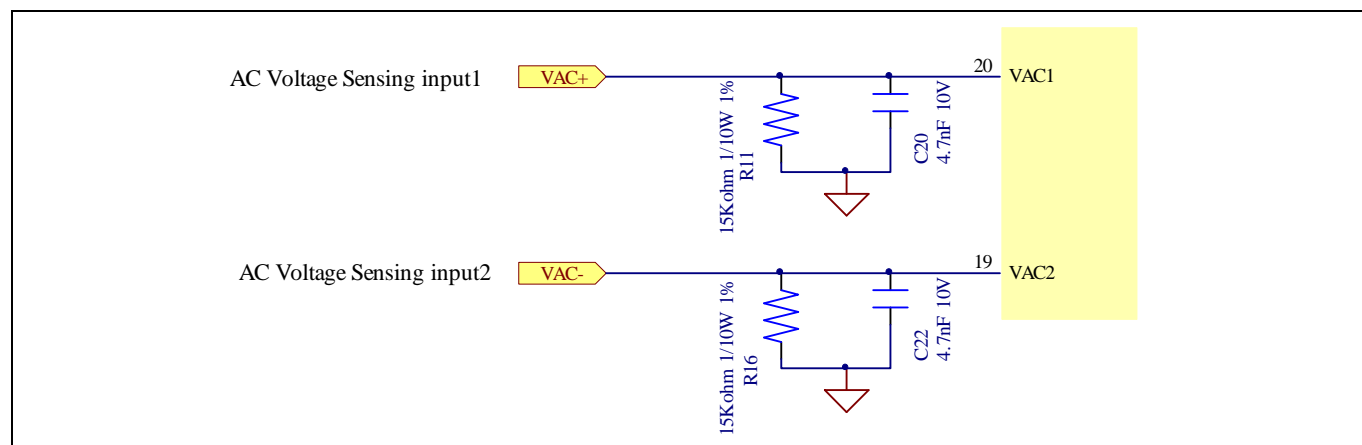 AC Voltage Sensing input1
VAC+
15Kohm 1/10W 1%
R11
C20
4.7nF 10V
20
VAC1
AC Voltage Sensing input2
VAC-
15Kohm 1/10W 1%
R16
C22
4.7nF 10V
19
VAC2